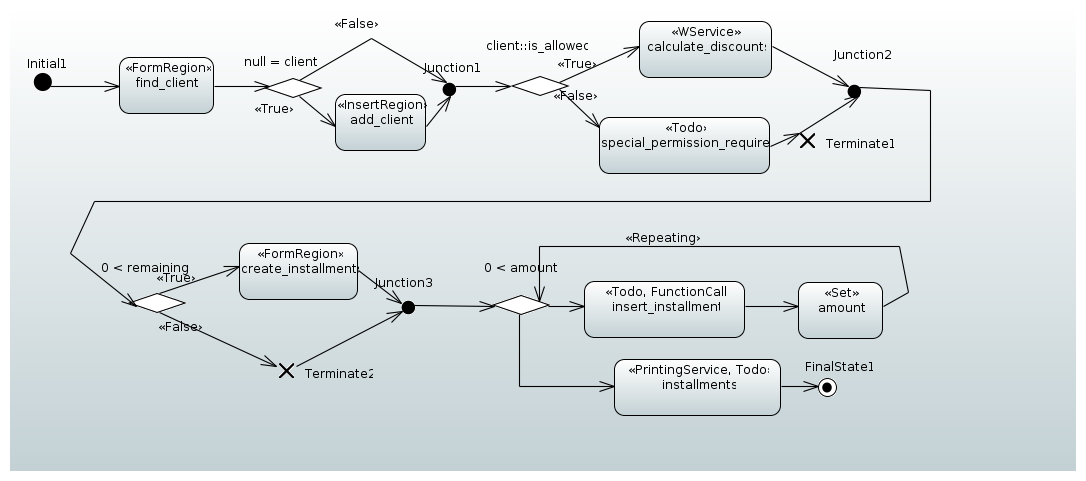 Initial1
«FormRegion»
find_client
null = client
«False»
«True»
«InsertRegion»
add_client
Junction1
client::is_allowed
«True»
«False»
«WService»
calculate_discounts
«Todo»
special_permission_require
Terminate1
Junction2
0 < remaining
«True»
«False»
«FormRegion»
create_installment
Junction3
Terminate2
0 < amount
«Repeating»
«Todo, FunctionCall
insert_installment
«Set»
amount
«PrintingService, Todo»
installments
FinalState1